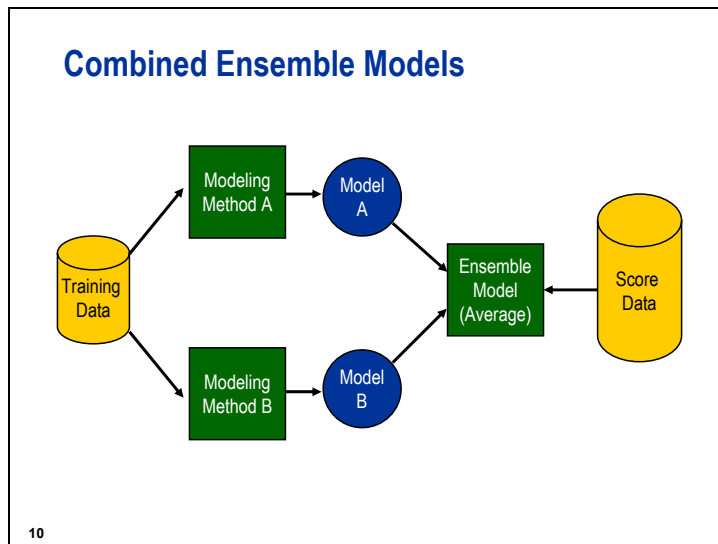 Combined Ensemble Models
Modeling
Method A
Model
A
Training
Data
Ensemble
Model
(Average)
Score
Data
Modeling
Method B
Model
B
10